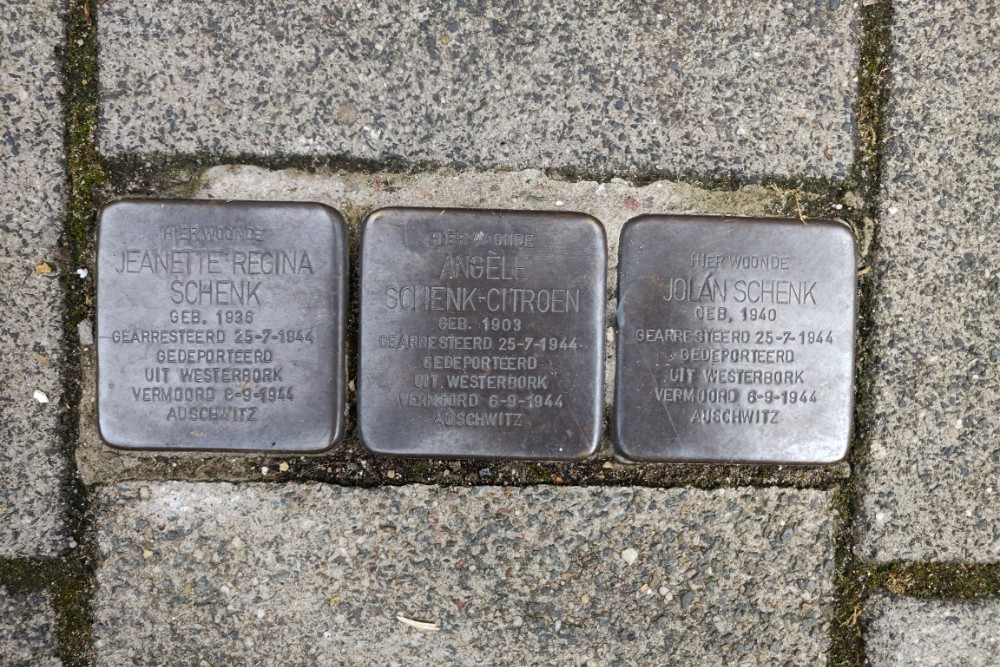 HIER WOONDE
JEANETTE REGINA
SCHENK
GEB. 1936
GEARRESTEERD 25-7-1944
GEDEPORTEERD
UIT WESTERBORK
VERMOORD 6-9-1944
AUSCHWITZ
HIER WOONDE
ANGÈLE
SCHENK-CITROEN
GEB. 1903
GEARRESTEERD 25-7-1944
GEDEPORTEERD
UIT WESTERBORK
VERMOORD 6-9-1944
AUSCHWITZ
HIER WOONDE
JOLÁN SCHENK
GEB. 1940
GEARRESTEERD 25-7-1944
GEDEPORTEERD
UIT WESTERBORK
VERMOORD 6-9-1944
AUSCHWITZ